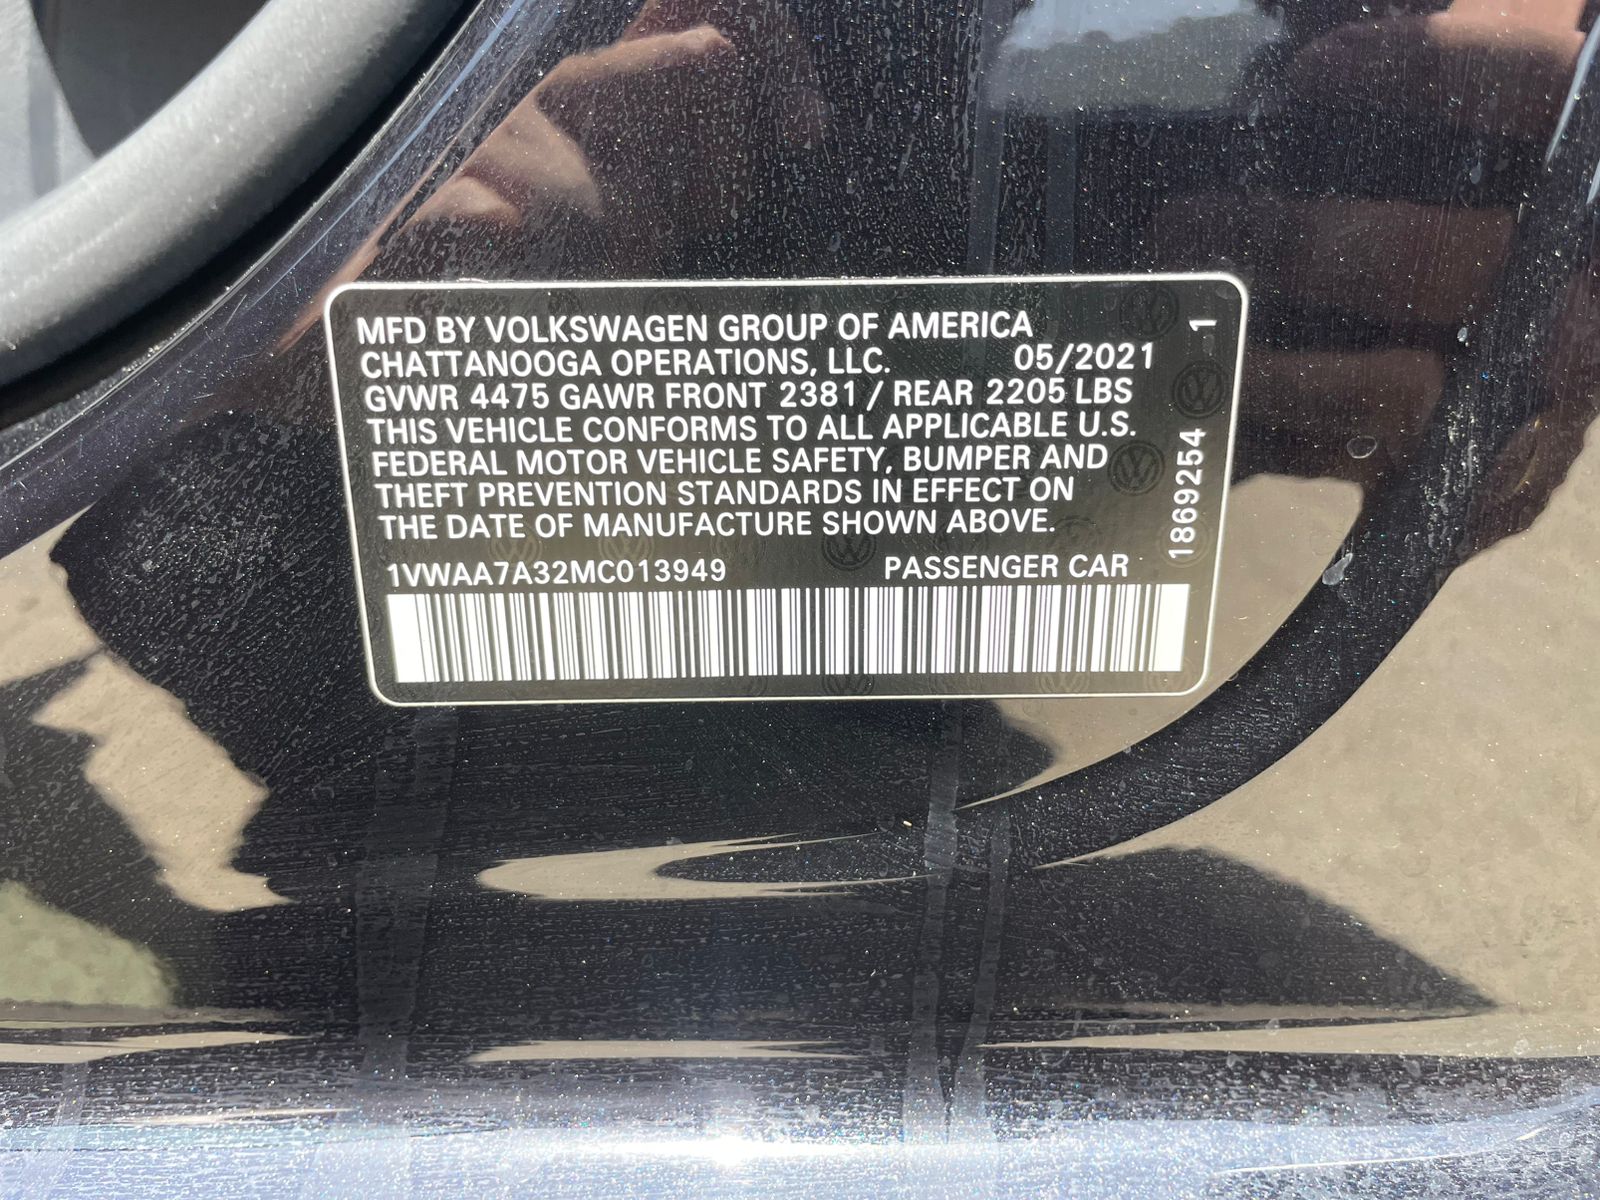 MFD BY VOLKSWAGEN GROUP OF AMERICA
CHATTANOOGA OPERATIONS, LLC. 05/2021
GVWR 4475 GAWR FRONT 2381 / REAR 2205 LBS
THIS VEHICLE CONFORMS TO ALL APPLICABLE U.S.
FEDERAL MOTOR VEHICLE SAFETY, BUMPER AND
THEFT PREVENTION STANDARDS IN EFFECT ON
THE DATE OF MANUFACTURE SHOWN ABOVE.
1VWAA7A32MC013949 PASSENGER CAR
1869254 1